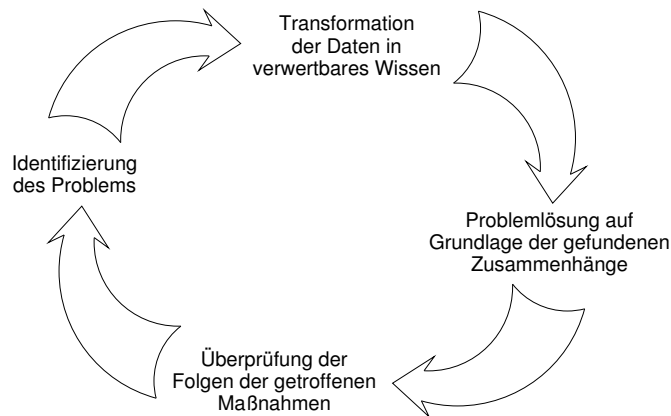 Transformation
der Daten in
verwertbares Wissen
Identifizierung
des Problems
Problemlösung auf
Grundlage der gefundenen
Zusammenhänge
Überprüfung der
Folgen der getroffenen
Maßnahmen